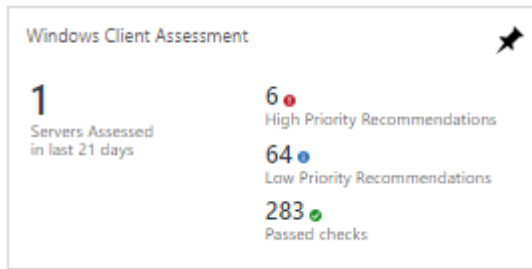 Windows Client Assessment
1
Servers Assessed
in last 21 days
6
High Priority Recommendations
64
Low Priority Recommendations
283
Passed checks